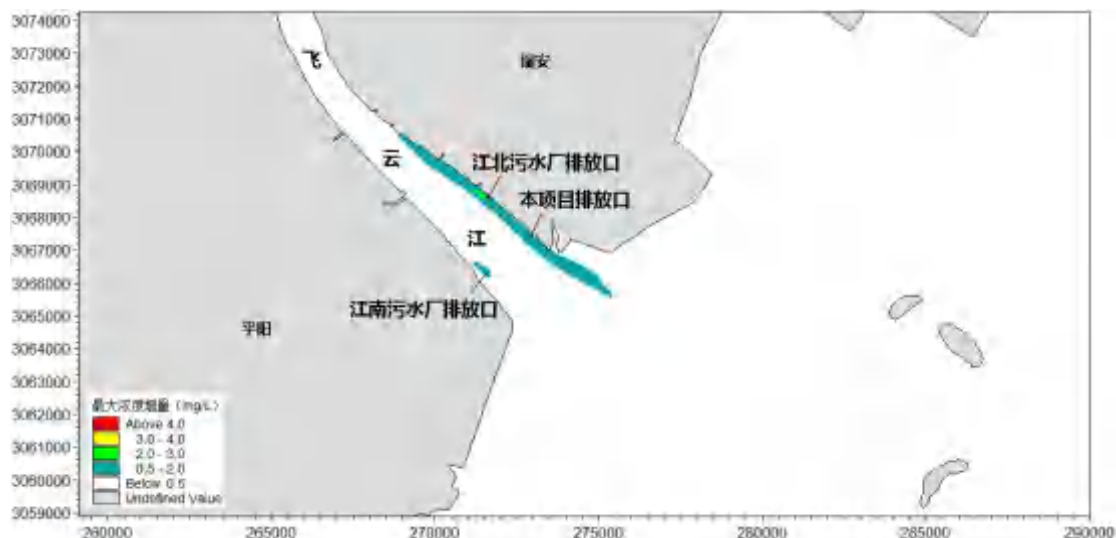 3074000
3073000
3072000
3071000
3070000
3069000
3068000
3067000
3066000
3065000
3064000
3063000
3062000
3061000
3060000
3059000
飞
云
江
瑞安
江北污水厂排放口
本项目排放口
江南污水厂排放口
平阳
最大浓度增量（mg/L）
Above 4.0
3.0 - 4.0
2.0 - 3.0
0.5 - 2.0
Below 0.5
Undefined Value
260000
265000
270000
275000
280000
285000
290000